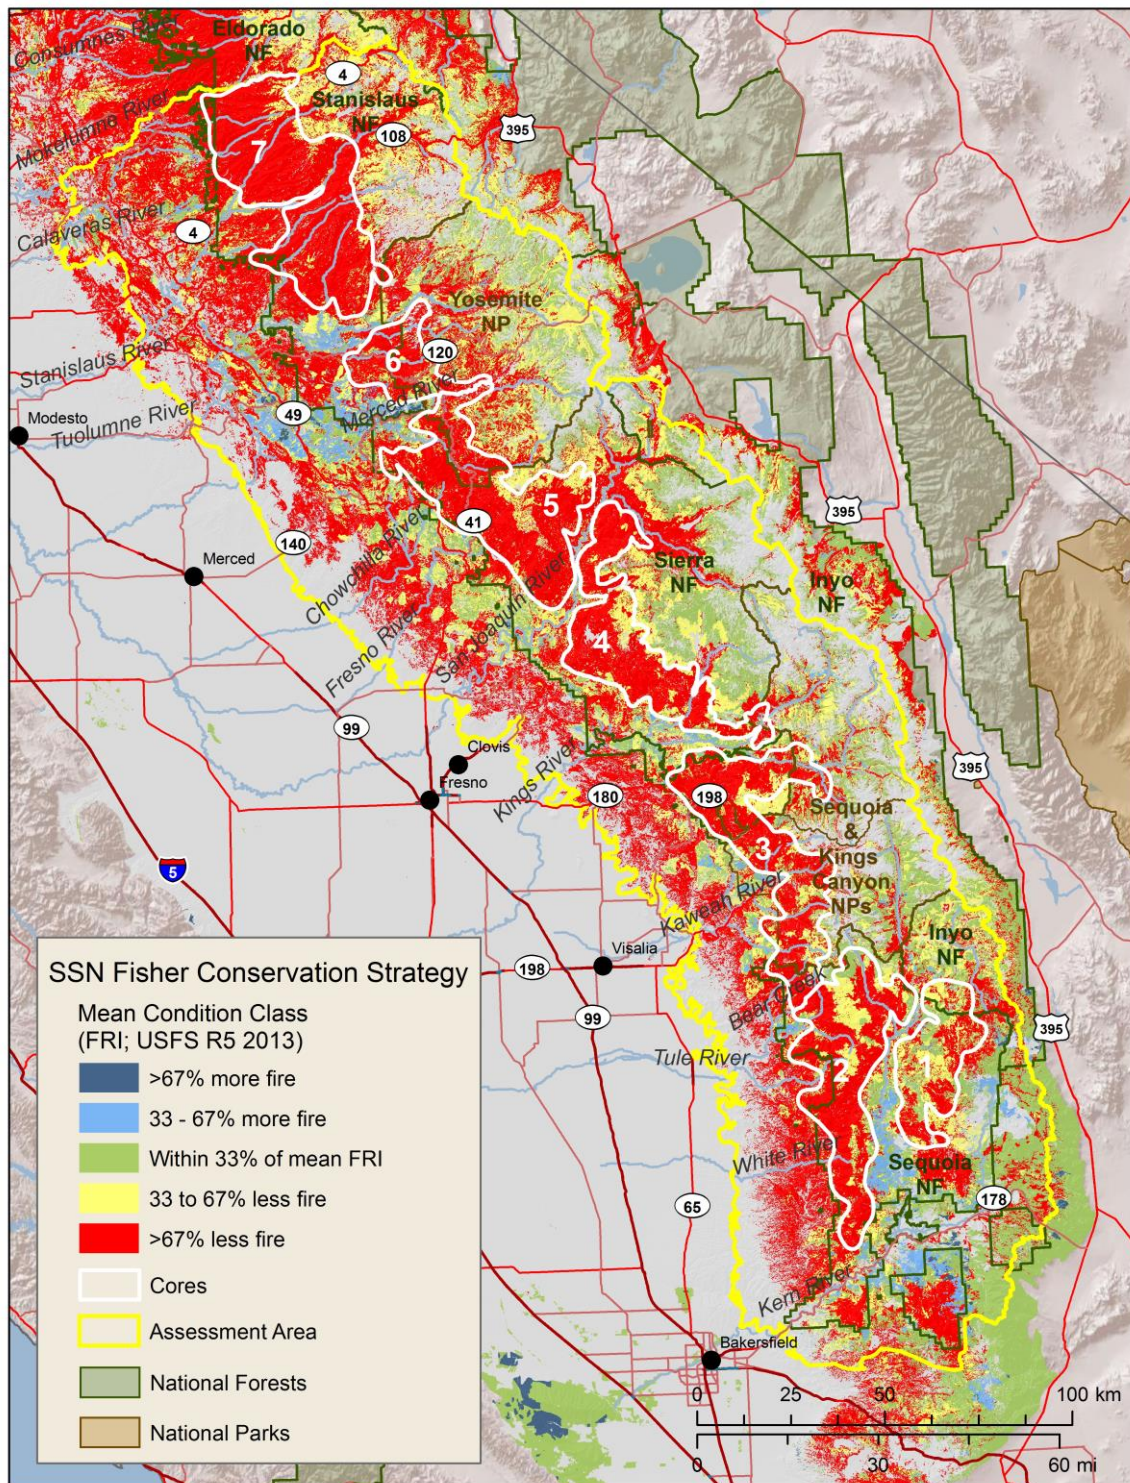 Consumnes River
Eldorado
NF
4
Stanislaus
NF
108
395
Mokelumne River
7
Calaveras River
4
Yosemite
NP
Stanislaus River
6
120
Merced River
49
Modesto
Tuolumne River
5
41
395
140
Chowchilla River
Sierra
NF
Inyo
NF
Merced
San Joaquin River
Fresno River
4
99
Clovis
395
Fresno
Kings River
180
198
Sequoia
&
Kings
Canyon
NPs
3
5
Kaweah River
Inyo
NF
Visalia
198
Bear Creek
99
395
Tule River
2
1
White River
Sequoia
NF
65
178
Kern River
Bakersfield
SSN Fisher Conservation Strategy
Mean Condition Class
(FRI; USFS R5 2013)
>67% more fire
33 - 67% more fire
Within 33% of mean FRI
33 to 67% less fire
>67% less fire
Cores
Assessment Area
National Forests
National Parks
0 25 50 100 km
0 30 60 mi